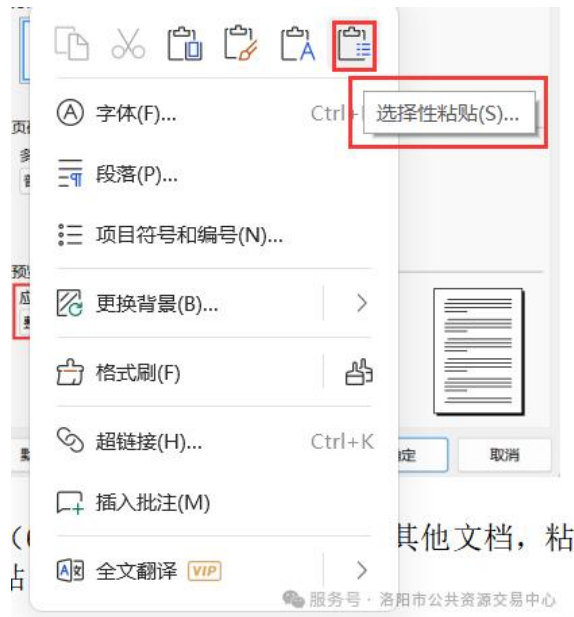 选择性粘贴(S)...
字体(F)...
Ctrl+
段落(P)...
项目符号和编号(N)...
更换背景(B)...
格式刷(F)
超链接(H)...
Ctrl+K
取消
插入批注(M)
其他文档，粘
全文翻译 VIP
服务号 · 洛阳市公共资源交易中心